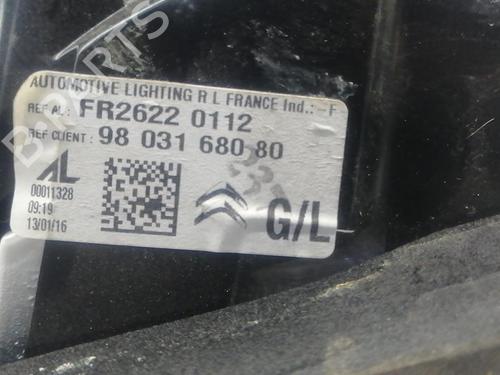 AUTOMOTIVE LIGHTING R L FRANCE Ind.: -F
REF AL: FR2622 0112
REF CLIENT: 98 031 680 80
AL
00011328
09:19
13/01/16
G/L